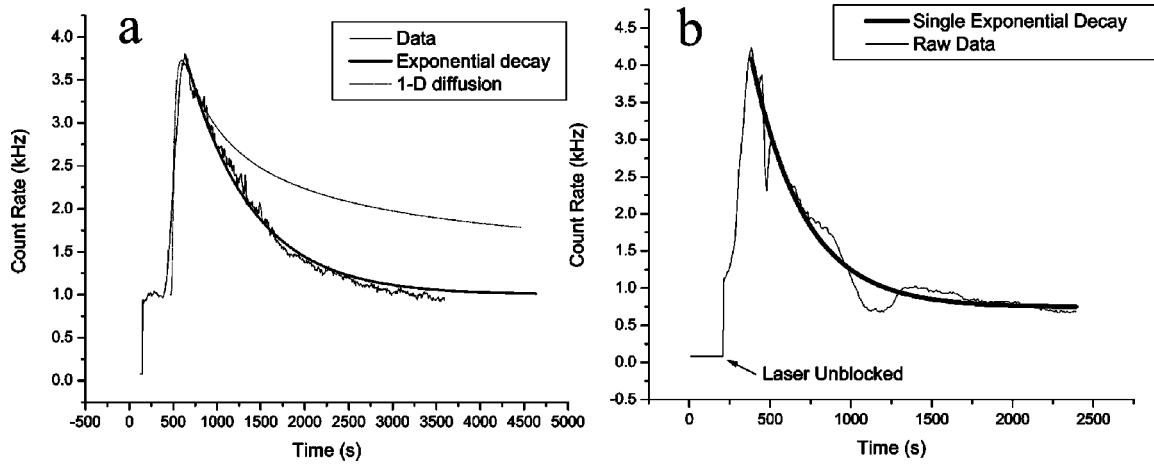 a
Data
Exponential decay
1-D diffusion
Count Rate (kHz)
4.0
3.5
3.0
2.5
2.0
1.5
1.0
0.5
0.0
-500 0 500 1000 1500 2000 2500 3000 3500 4000 4500 5000
Time (s)
b
Single Exponential Decay
Raw Data
Count Rate (kHz)
4.5
4.0
3.5
3.0
2.5
2.0
1.5
1.0
0.5
0.0
-0.5
Laser Unblocked
0 500 1000 1500 2000 2500
Time (s)